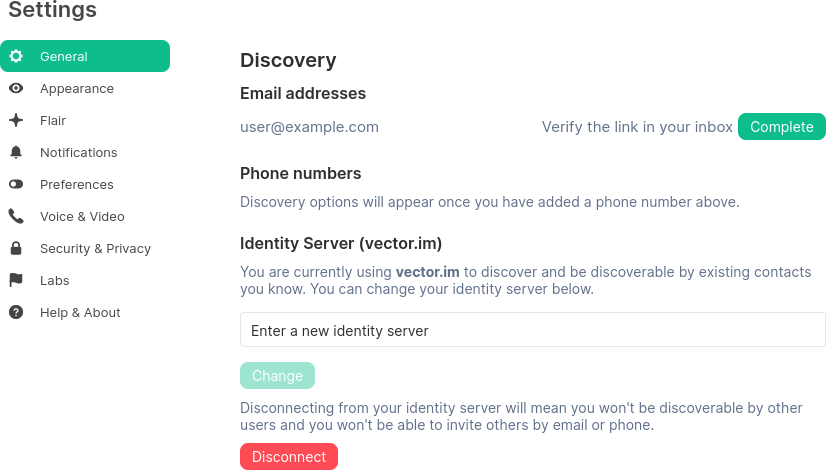 Settings
General
Appearance
Flair
Notifications
Preferences
Voice & Video
Security & Privacy
Labs
Help & About
Discovery
Email addresses
user@example.com
Verify the link in your inbox
Complete
Phone numbers
Discovery options will appear once you have added a phone number above.
Identity Server (vector.im)
You are currently using vector.im to discover and be discoverable by existing contacts
you know. You can change your identity server below.
Enter a new identity server
Change
Disconnecting from your identity server will mean you won't be discoverable by other
users and you won't be able to invite others by email or phone.
Disconnect